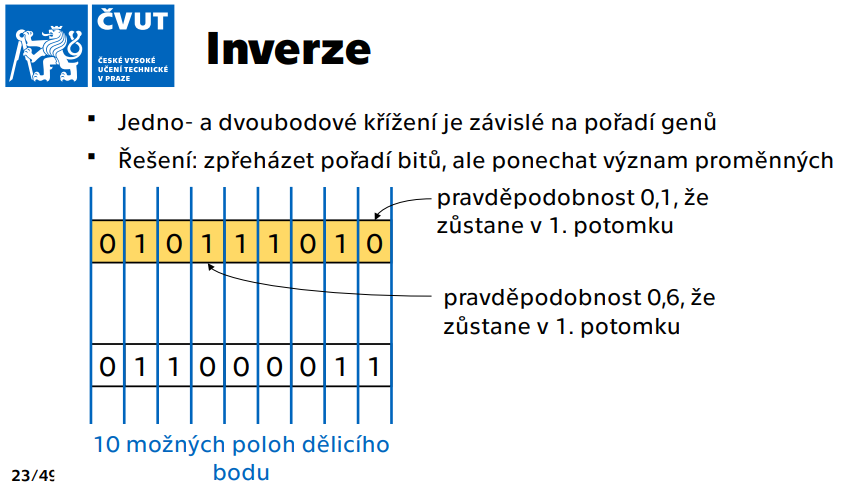 ČVUT
ČESKÉ VYSOKÉ
UČENÍ TECHNICKÉ
V PRAZE
Inverze
▪ Jedno- a dvoubodové křížení je závislé na pořadí genů
▪ Řešení: zpřeházet pořadí bitů, ale ponechat význam proměnných
pravděpodobnost 0,1, že
zůstane v 1. potomku
0 1 0 1 1 1 0 1 0
pravděpodobnost 0,6, že
zůstane v 1. potomku
0 1 1 0 0 0 0 1 1
10 možných poloh dělicího
bodu
23/49